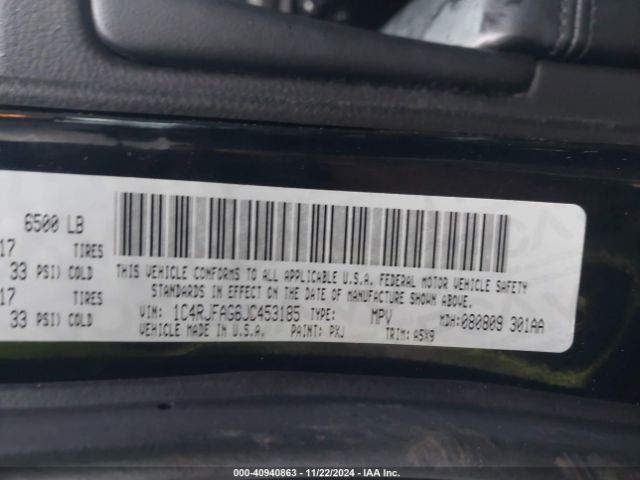 6500 LB
17 TIRES
33 PSI) COLD
17 TIRES
33 PSI) COLD
THIS VEHICLE CONFORMS TO ALL APPLICABLE U.S.A. FEDERAL MOTOR VEHICLE SAFETY
STANDARDS IN EFFECT ON THE DATE OF MANUFACTURE SHOWN ABOVE.
VIN: 1C4RJFAG6JC453185 TYPE: MPV MDH:080809 301AA
VEHICLE MADE IN U.S.A. PAINT: PXJ TRIM: A5X9
000-40940863 - 11/22/2024 - IAA Inc.